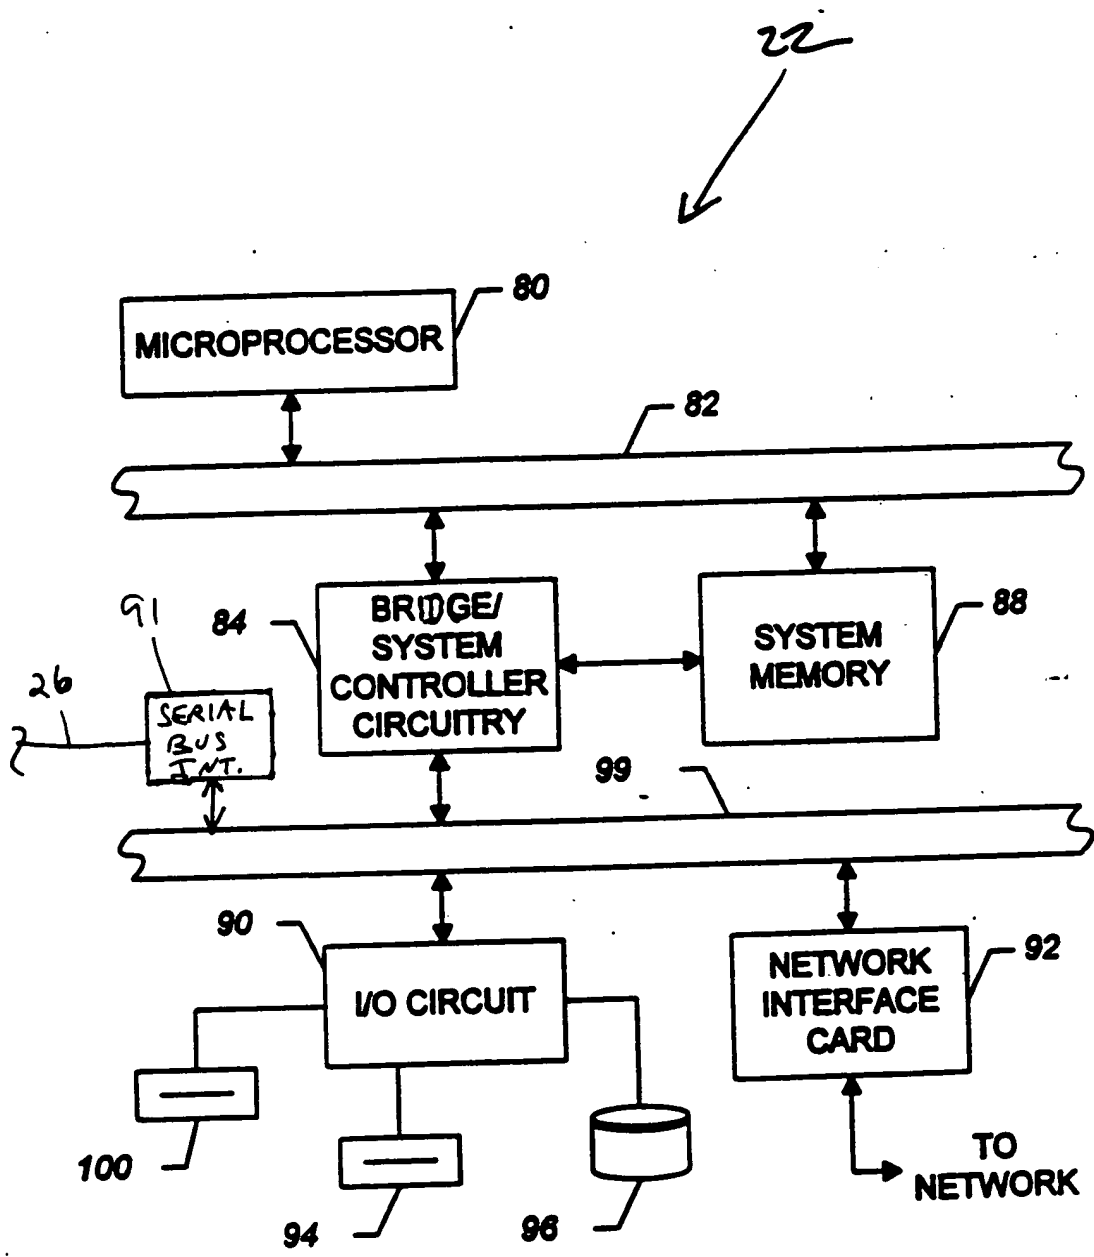 22
80
MICROPROCESSOR
82
91
84
BRIDGE/
SYSTEM
CONTROLLER
CIRCUITRY
SYSTEM
MEMORY
88
26
SERIAL
BUS
INT.
99
90
I/O CIRCUIT
NETWORK
INTERFACE
CARD
92
100
94
96
TO
NETWORK